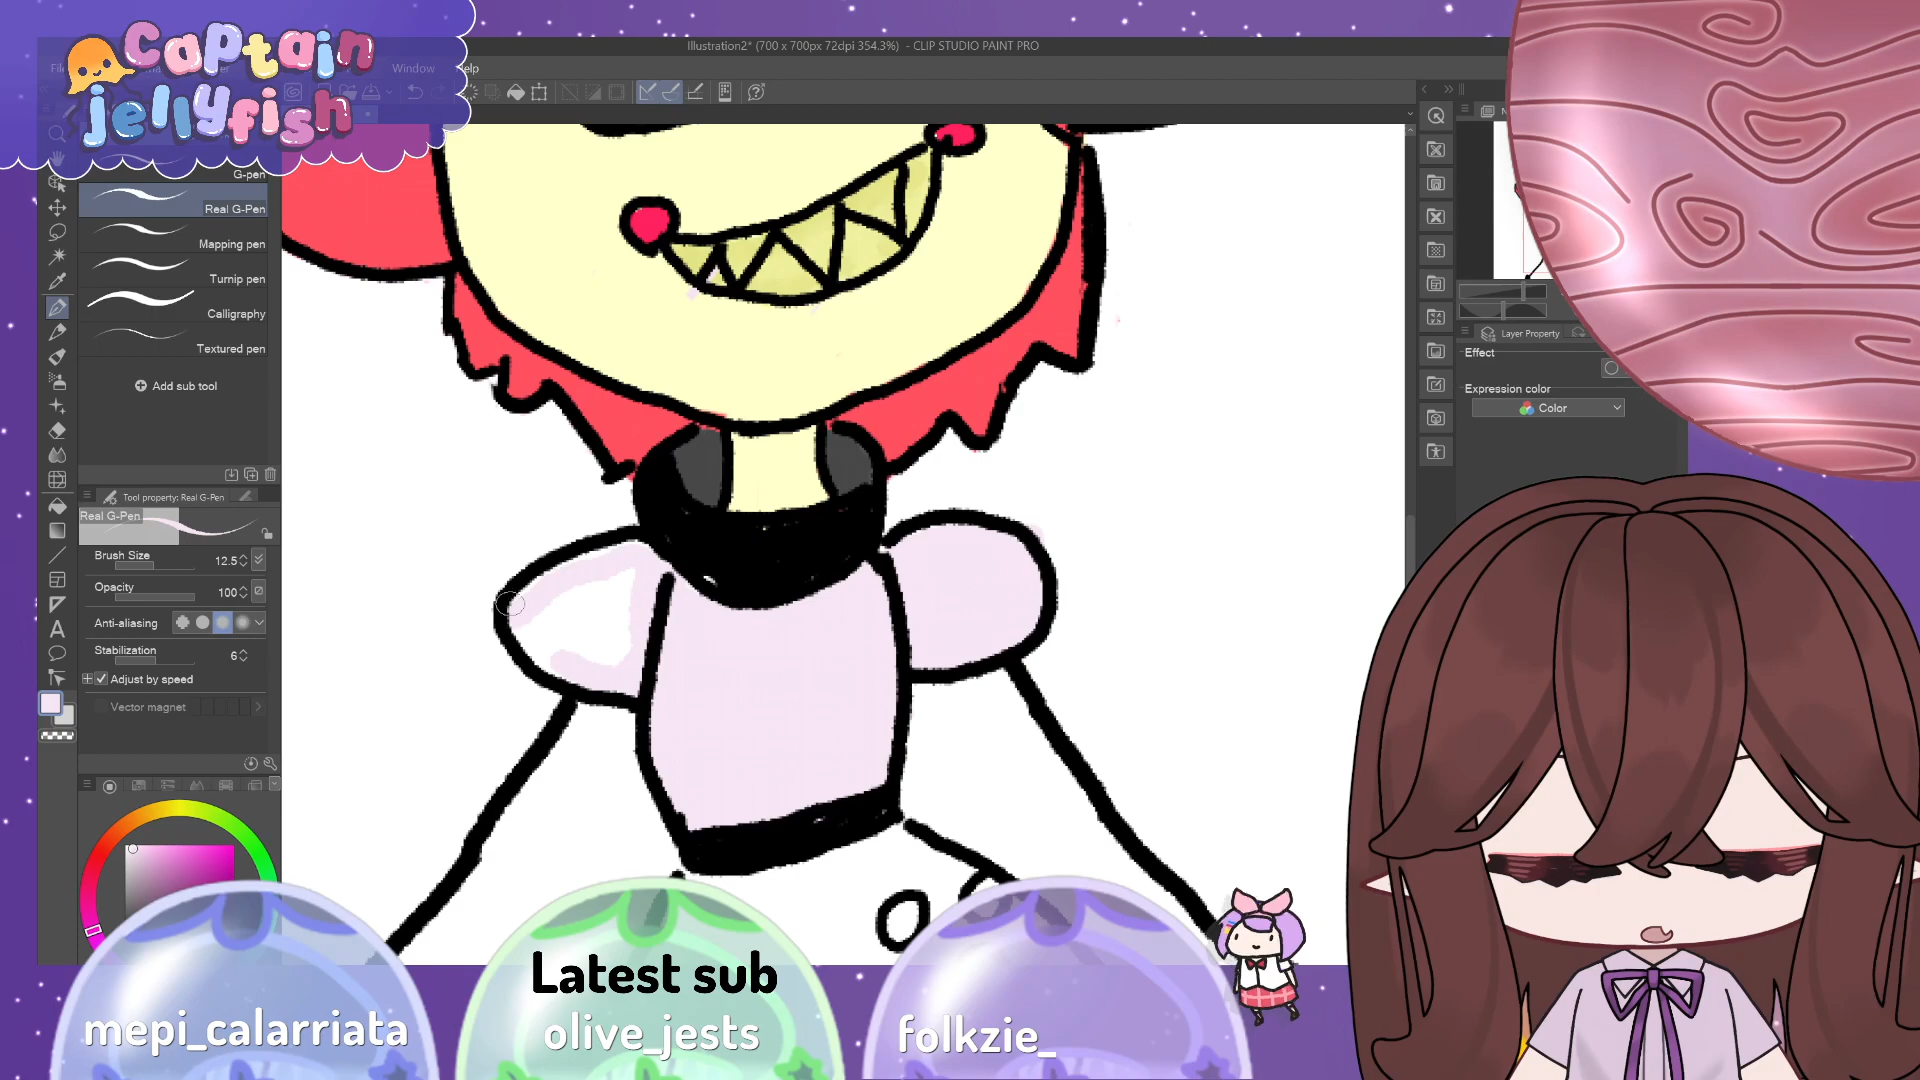 Captain
jellyfish
Illustration2* (700 x 700px 72dpi 354.3%) - CLIP STUDIO PAINT PRO
Window
G-pen
Real G-Pen
Mapping pen
Turnip pen
Calligraphy
Textured pen
Add sub tool
Tool property: Real G-Pen
Real G-Pen
Brush Size 12.5
Opacity 100
Anti-aliasing
Stabilization 6
Adjust by speed
Vector magnet
Layer Property
Effect
Expression color
Color
Latest sub
mepi_calarriata
olive_jests
folkzie_